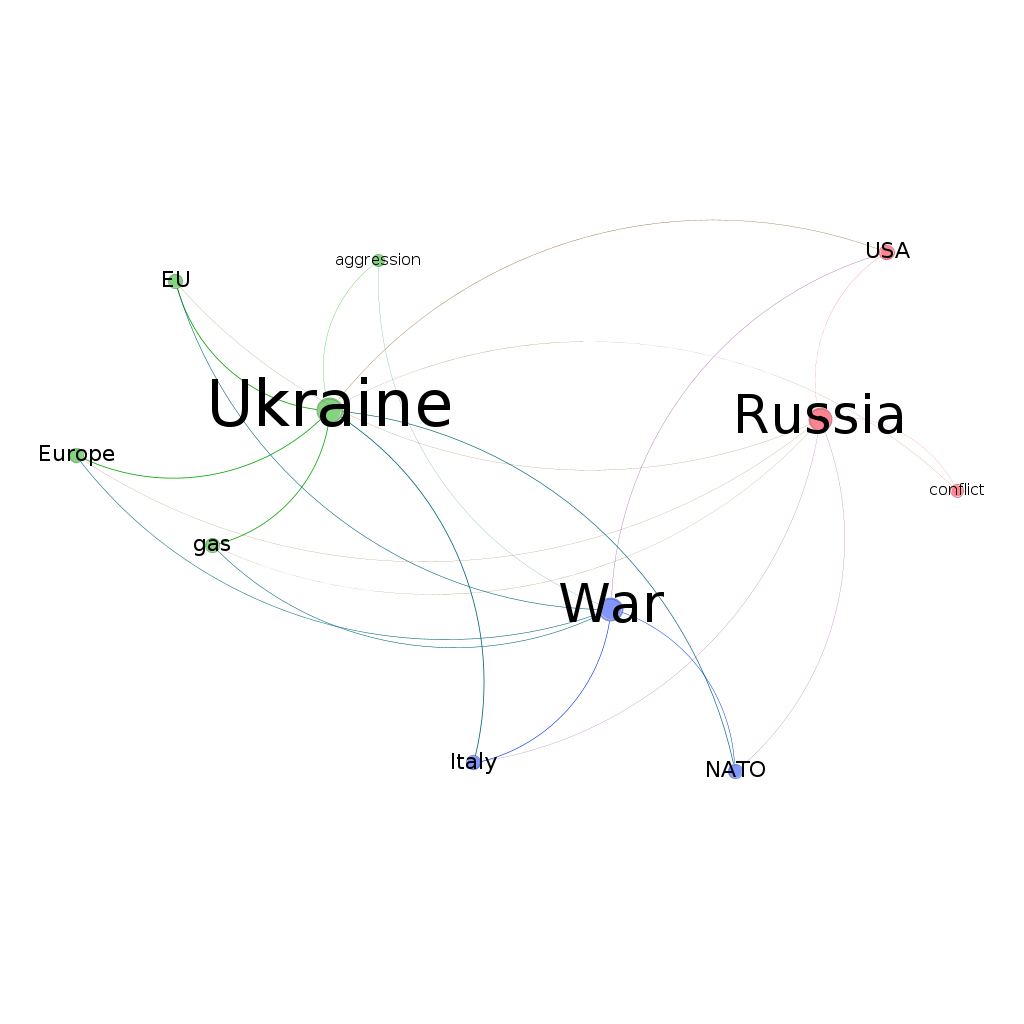 USA
aggression
EU
Ukraine
Russia
Europe
conflict
gas
War
Italy
NATO